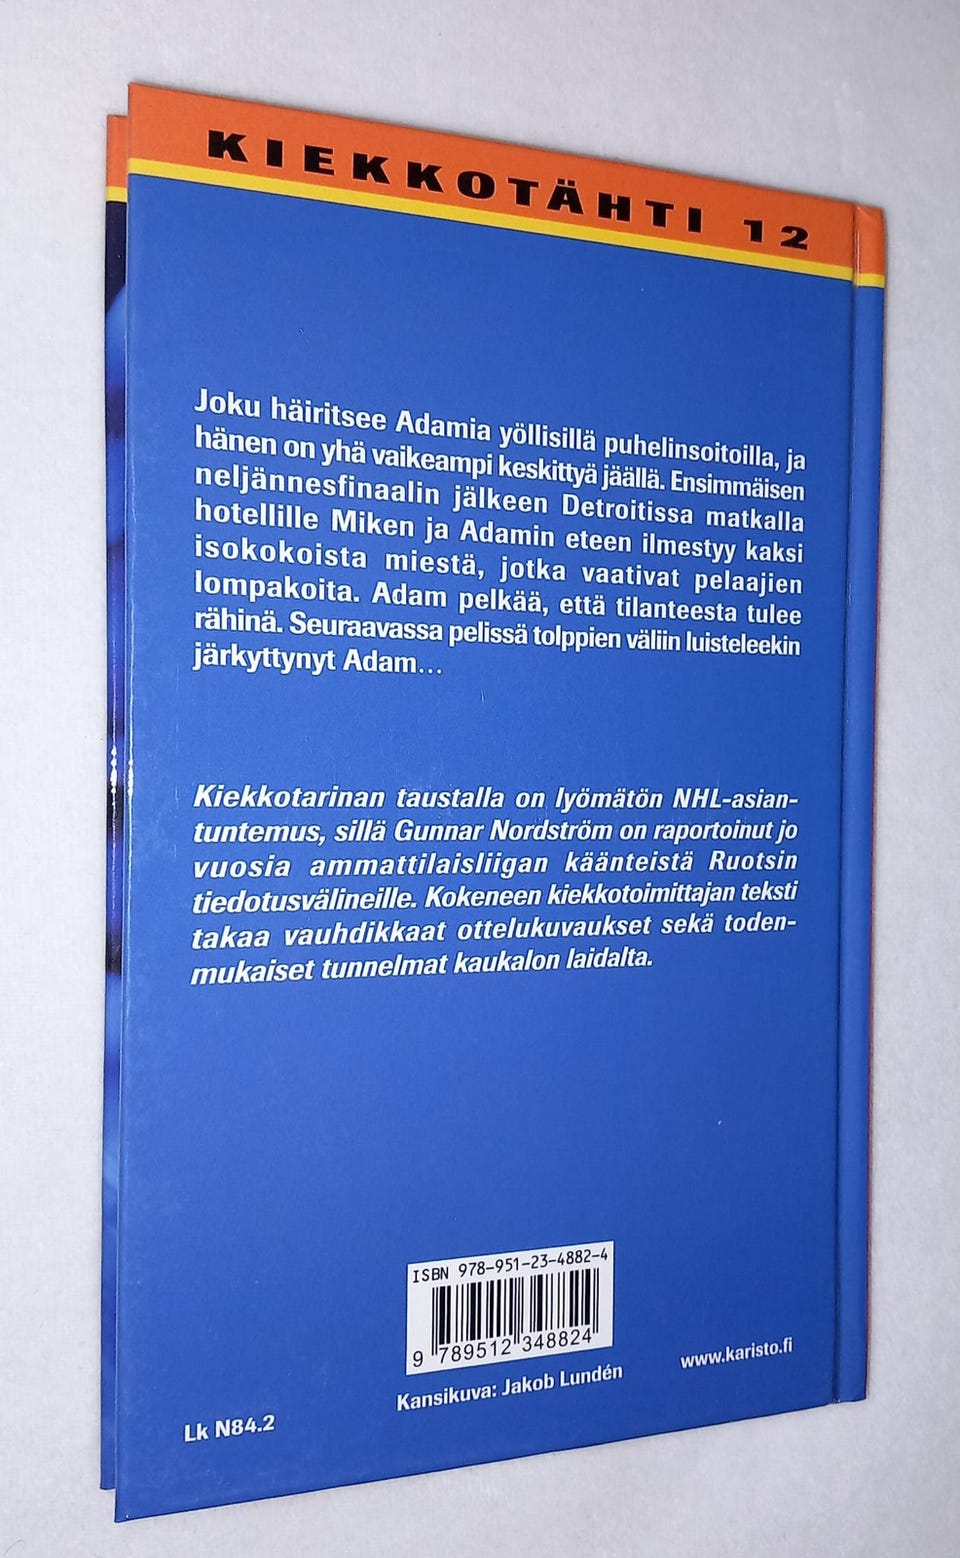 KIEKKOTÄHTI 12
Joku häiritsee Adamia yöllisillä puhelinsoitoilla, ja
hänen on yhä vaikeampi keskittyä jäällä. Ensimmäisen
neljännesfinaalin jälkeen Detroitissa matkalla
hotellille Miken ja Adamin eteen ilmestyy kaksi
isokokoista miestä, jotka vaativat pelaajien
lompakoita. Adam pelkää, että tilanteesta tulee
rähinä. Seuraavassa pelissä tolppien väliin luisteleekin
järkyttynyt Adam...
Kiekkotarinan taustalla on lyömätön NHL-asian-
tuntemus, sillä Gunnar Nordström on raportoinut jo
vuosia ammattilaisliigan käänteistä Ruotsin
tiedotusvälineille. Kokeneen kiekkotoimittajan teksti
takaa vauhdikkaat ottelukuvaukset sekä toden-
mukaiset tunnelmat kaukalon laidalta.
ISBN 978-951-23-4882-4
9 789512 348824
Kansikuva: Jakob Lundén
www.karisto.fi
Lk N84.2